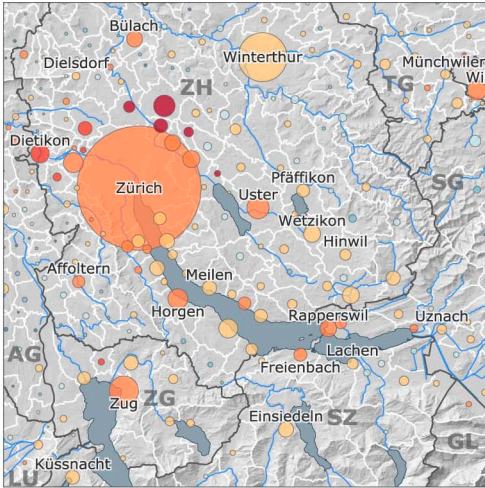 Bülach
Winterthur
Dielsdorf
Münchwiler
Wi
ZH
TG
Dietikon
Pfäffikon
Zürich
SG
Uster
Wetzikon
Hinwil
Affoltern
Meilen
Horgen
Rapperswil
Uznach
AG
Lachen
Freienbach
Zug
ZG
Einsiedeln
SZ
GL
Küssnacht
LU